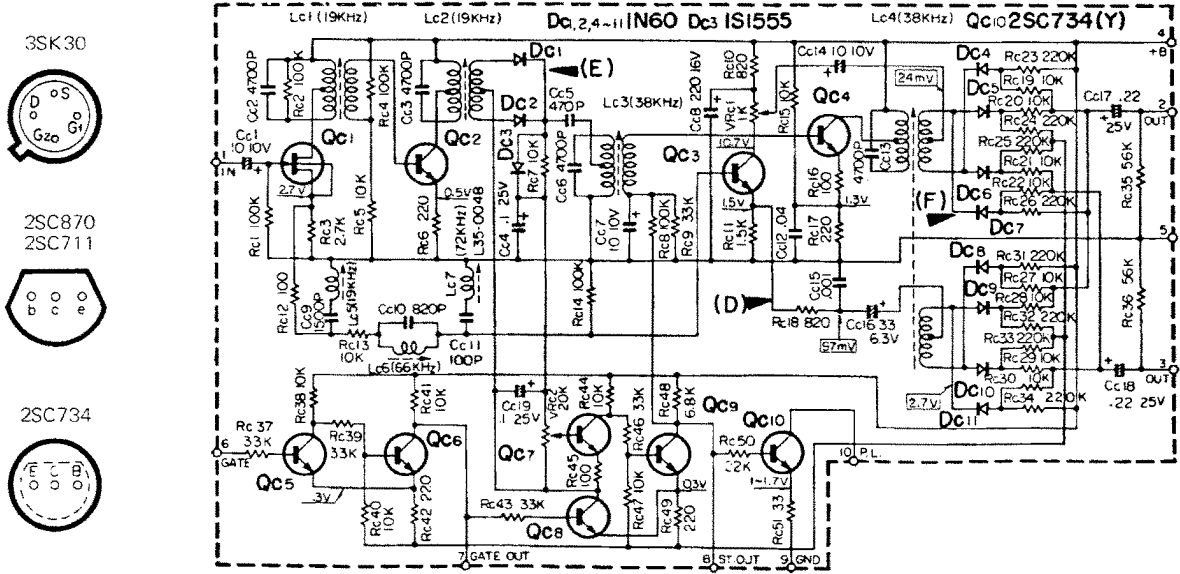 3SK30
D
S
G2
G1
2SC870
2SC711
b c e
2SC734
E C B
Lc1 (19KHz)
Lc2 (19KHz)
Dc1,2,4~11 1N60 Dc3 1S1555
Lc4 (38KHz)
Qc10 2SC734(Y)
4
+B
Cc2 4700P
Rc2 100K
Rc4 100K
Cc3 4700P
Dc1
(E)
Cc5
470P
Dc2
Dc3
Cc14 10 10V
Rc10
820
Cc8 220 16V
VRc1
1K
Rc15 10K
24mV
Dc4
Dc5
Rc23 220K
Rc19 10K
Rc20 10K
Rc24
220K
Rc25 220K
Rc21 10K
Rc22 10K
Rc26 220K
Dc6
(F)
Dc7
Cc17 .22
25V
2
OUT
Cc1
10 10V
1
IN
Qc1
Qc2
Lc3 (38KHz)
Qc3
Qc4
10.7V
4700P
Cc13
Rc16
100
1.3V
Rc17
220
Rc7 10K
Cc6 4700P
2.7V
0.5V
1.5V
Rc1 100K
Rc3
2.7K
Rc5 10K
Rc6 220
(72KHz)
L35-0048
Cc4 .1 25V
Cc7
10 10V
Rc8 100K
Rc9 33K
Rc11
1.5K
Cc12 .04
Rc35 56K
5
Rc12 100
Cc9
1500P
Lc5 (19KHz)
Cc10 820P
Lc7
Rc14 100K
(D)
Cc15
.001
Rc18 820
Cc16 33
6.3V
57mV
Rc13
10K
Lc6 (66KHz)
Cc11
100P
Dc8
Dc9
Rc31 220K
Rc27 10K
Rc28 10K
Rc32
220K
Rc33
220K
Rc29 10K
Rc30 10K
Rc34 220K
Dc10
Dc11
2.7V
Rc36 56K
3
OUT
Cc18
.22 25V
Rc38 10K
Rc41
10K
Cc19
.1 25V
VRc2
20K
Rc44
10K
Rc46 33K
Rc48
6.8K
Qc9
Qc10
Rc37
33K
6
GATE
Rc39
33K
Qc5
Qc6
Qc7
Rc45
100
Rc50
22K
10 P.L.
.3V
0.3V
1~1.7V
Rc40
10K
Rc42 220
Rc43 33K
Qc8
Rc47 10K
Rc49
220
Rc51 33
7 GATE OUT
8 ST.OUT
9 GND